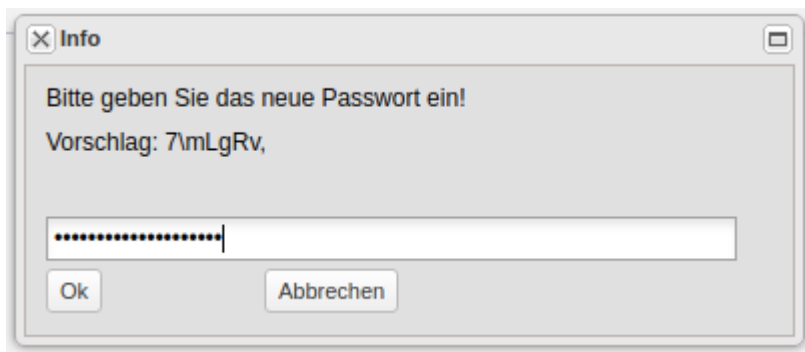 Info
Bitte geben Sie das neue Passwort ein!
Vorschlag: 7\mLgRv,
••••••••••••••••••••
Ok Abbrechen